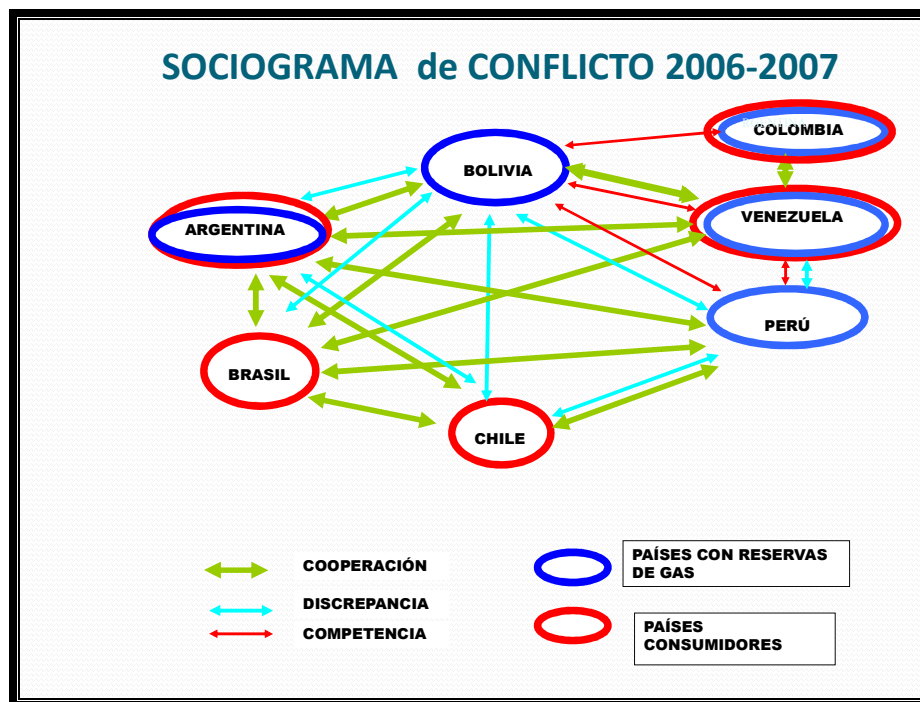 SOCIOGRAMA de CONFLICTO 2006-2007
COLOMBIA
BOLIVIA
VENEZUELA
ARGENTINA
PERÚ
BRASIL
CHILE
COOPERACIÓN
DISCREPANCIA
COMPETENCIA
PAÍSES CON RESERVAS
DE GAS
PAÍSES
CONSUMIDORES